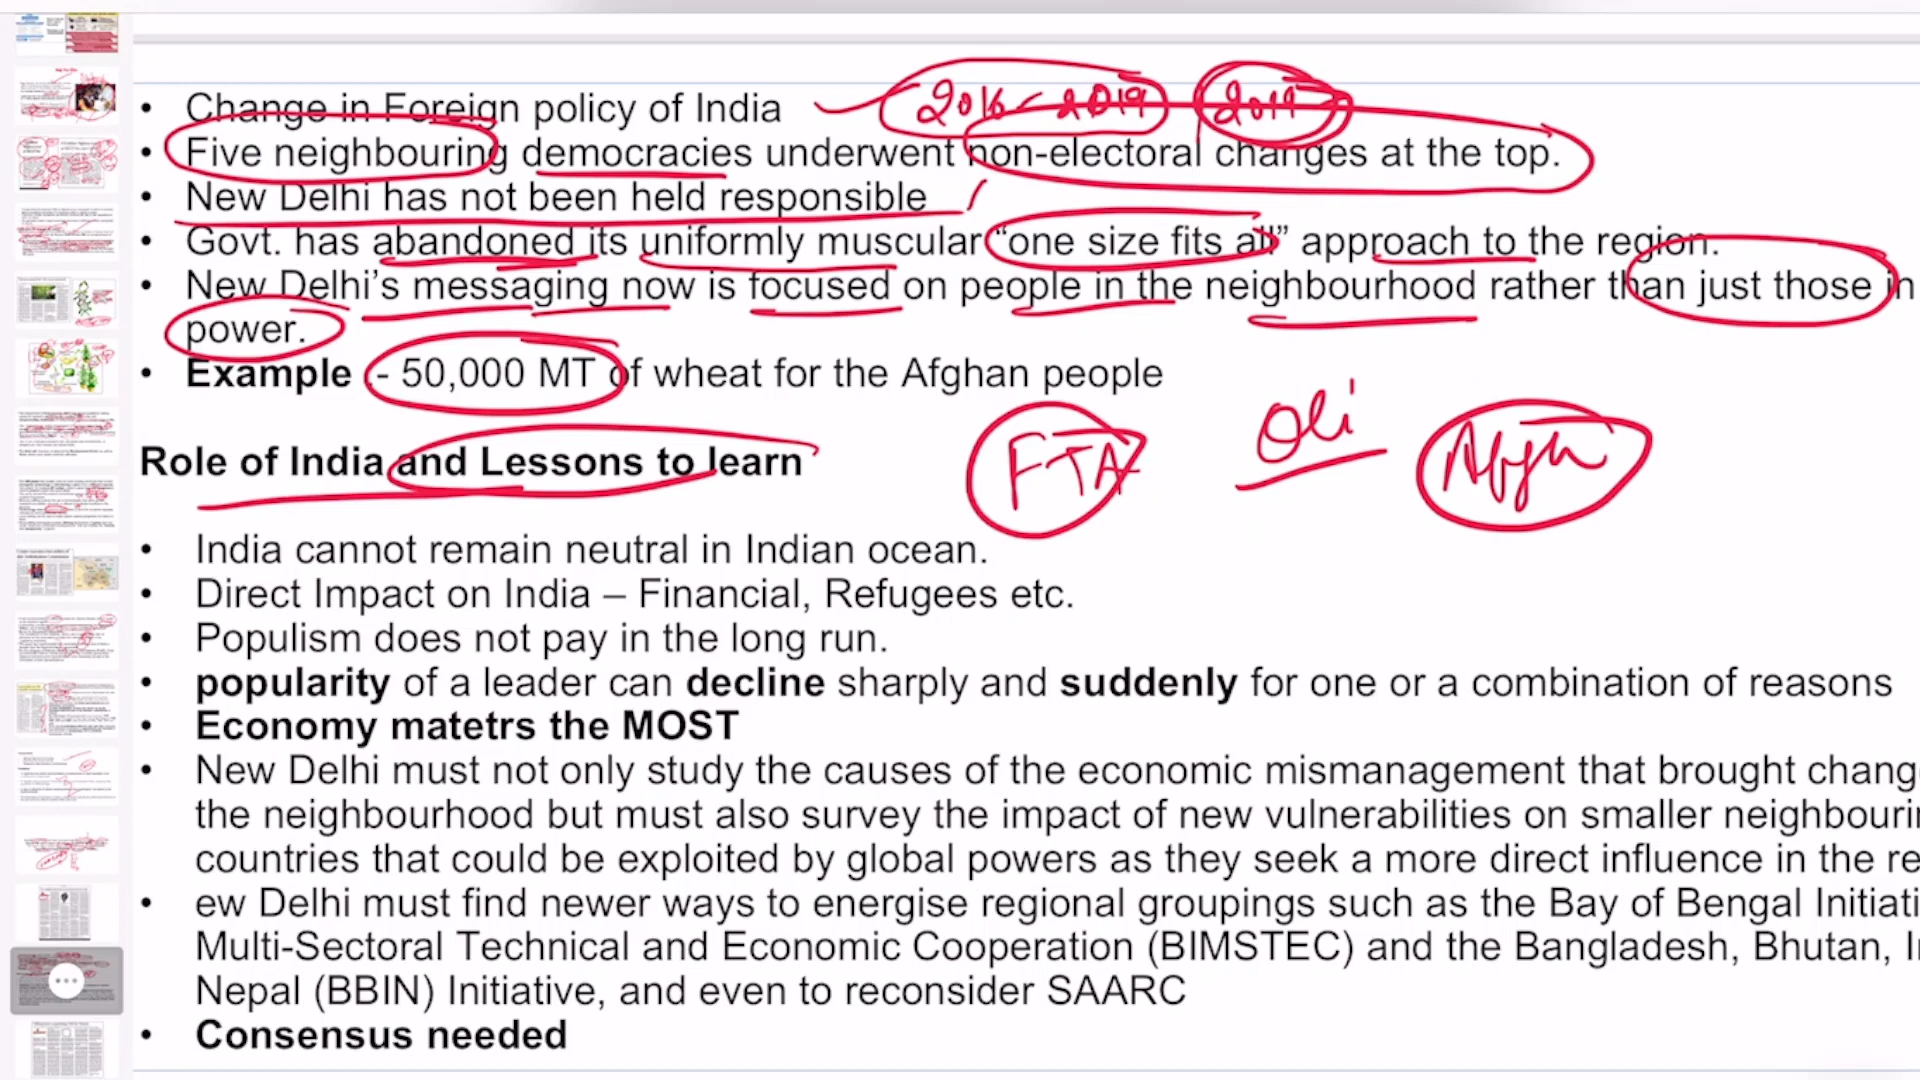 2016 - 2019 2019
• Change in Foreign policy of India
• Five neighbouring democracies underwent non-electoral changes at the top.
• New Delhi has not been held responsible
• Govt. has abandoned its uniformly muscular “one size fits all” approach to the region.
• New Delhi’s messaging now is focused on people in the neighbourhood rather than just those in
power.
• Example - 50,000 MT of wheat for the Afghan people
FTA Oli Afgh
Role of India and Lessons to learn
• India cannot remain neutral in Indian ocean.
• Direct Impact on India – Financial, Refugees etc.
• Populism does not pay in the long run.
• popularity of a leader can decline sharply and suddenly for one or a combination of reasons
• Economy matetrs the MOST
• New Delhi must not only study the causes of the economic mismanagement that brought chang
the neighbourhood but must also survey the impact of new vulnerabilities on smaller neighbouri
countries that could be exploited by global powers as they seek a more direct influence in the re
• ew Delhi must find newer ways to energise regional groupings such as the Bay of Bengal Initiati
Multi-Sectoral Technical and Economic Cooperation (BIMSTEC) and the Bangladesh, Bhutan, I
Nepal (BBIN) Initiative, and even to reconsider SAARC
• Consensus needed